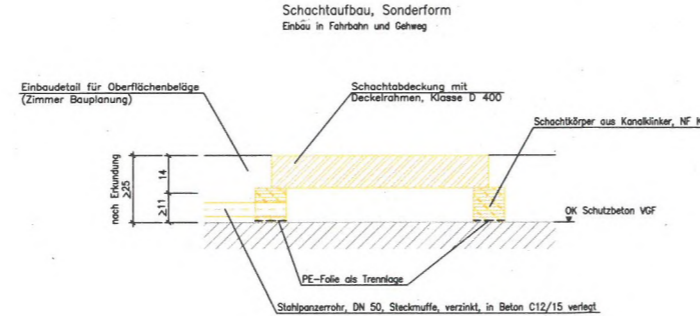 Schachtaufbau, Sonderform
Einbau in Fahrbahn und Gehweg
Einbaudetail für Oberflächenbeläge
(Zimmer Bauplanung)
Schachtabdeckung mit
Deckelrahmen, Klasse D 400
Schachtkörper aus Kanalklinker, NF K
nach Erkundung
≥25
14
≥11
OK Schutzbeton VGF
PE-Folie als Trennlage
Stahlpanzerrohr, DN 50, Steckmuffe, verzinkt, in Beton C12/15 verlegt